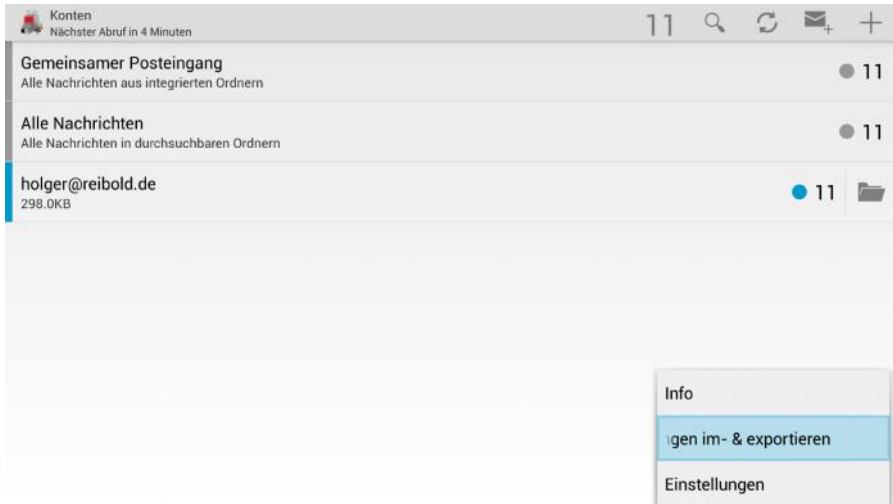 Konten
Nächster Abruf in 4 Minuten
11
Gemeinsamer Posteingang
Alle Nachrichten aus integrierten Ordnern
11
Alle Nachrichten
Alle Nachrichten in durchsuchbaren Ordnern
11
holger@reibold.de
298.0KB
11
Info
gen im- & exportieren
Einstellungen